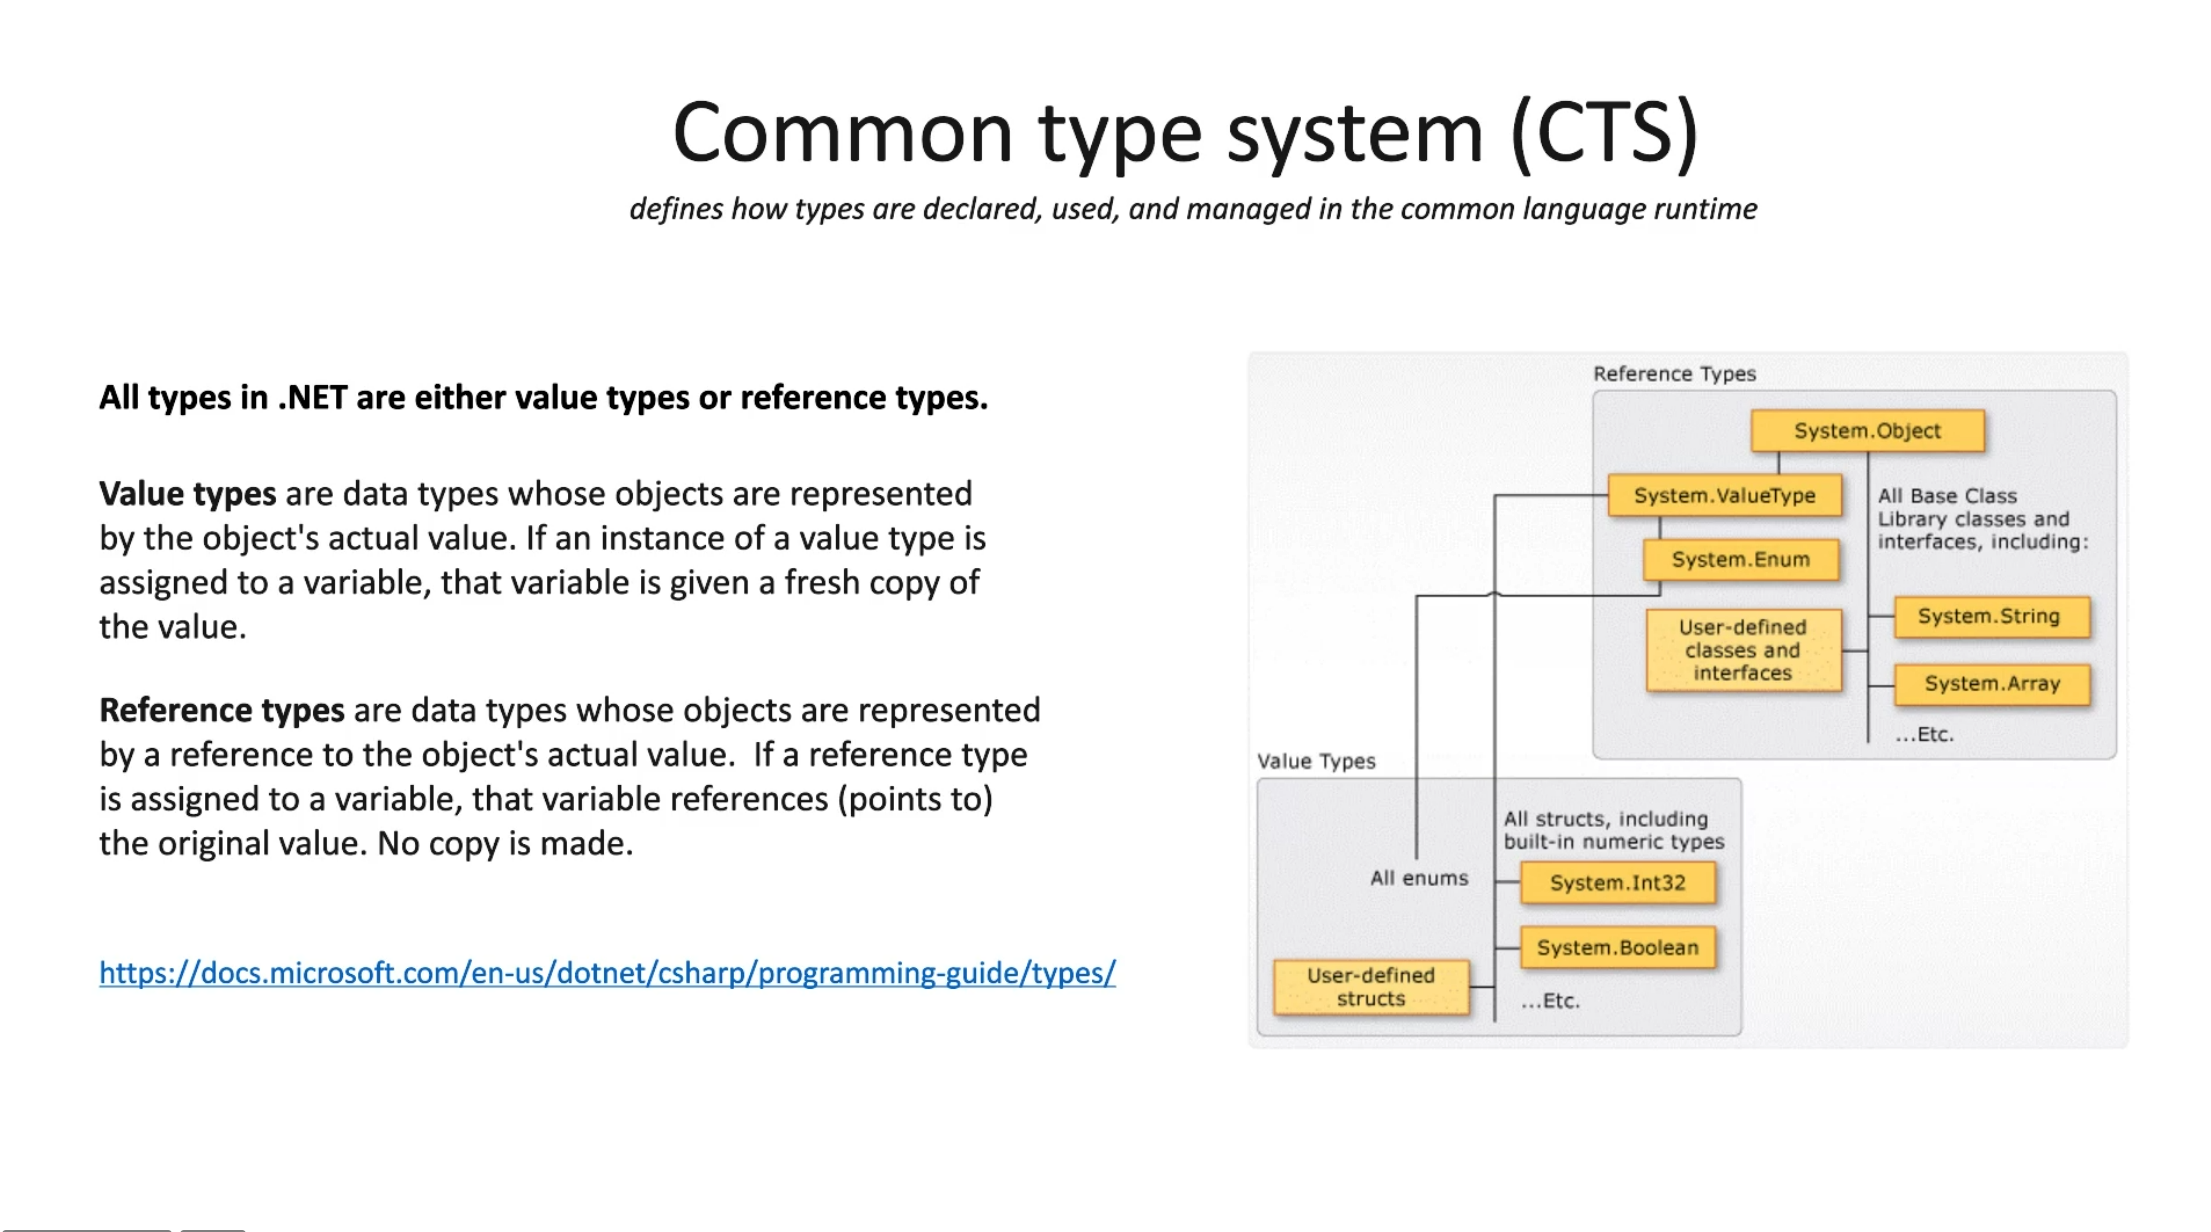 Common type system (CTS)
defines how types are declared, used, and managed in the common language runtime
All types in .NET are either value types or reference types.
Value types are data types whose objects are represented
by the object's actual value. If an instance of a value type is
assigned to a variable, that variable is given a fresh copy of
the value.
Reference types are data types whose objects are represented
by a reference to the object's actual value.  If a reference type
is assigned to a variable, that variable references (points to)
the original value. No copy is made.
https://docs.microsoft.com/en-us/dotnet/csharp/programming-guide/types/
Reference Types
System.Object
System.ValueType
All Base Class
Library classes and
interfaces, including:
System.Enum
User-defined
classes and
interfaces
System.String
System.Array
...Etc.
Value Types
All structs, including
built-in numeric types
All enums
System.Int32
System.Boolean
User-defined
structs
...Etc.